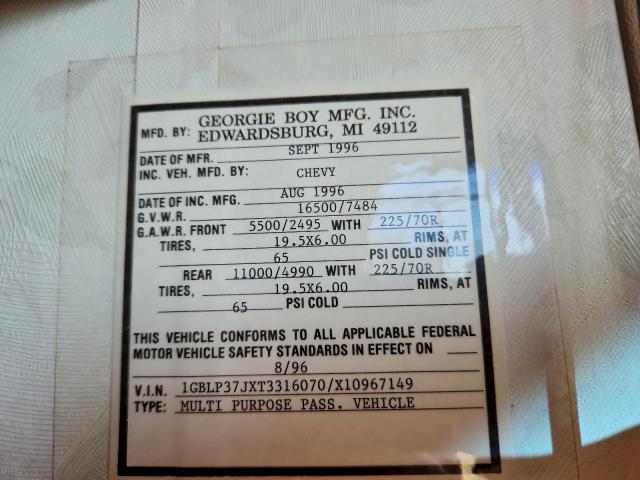 MFD. BY: GEORGIE BOY MFG. INC.
EDWARDSBURG, MI 49112
DATE OF MFR. SEPT 1996
INC. VEH. MFD. BY: CHEVY
DATE OF INC. MFG. AUG 1996
G.V.W.R. 16500/7484
G.A.W.R. FRONT 5500/2495 WITH 225/70R
TIRES, 19.5X6.00 RIMS, AT
65 PSI COLD SINGLE
REAR 11000/4990 WITH 225/70R
TIRES, 19.5X6.00 RIMS, AT
65 PSI COLD
THIS VEHICLE CONFORMS TO ALL APPLICABLE FEDERAL
MOTOR VEHICLE SAFETY STANDARDS IN EFFECT ON
8/96
V.I.N. 1GBLP37JXT3316070/X10967149
TYPE: MULTI PURPOSE PASS. VEHICLE